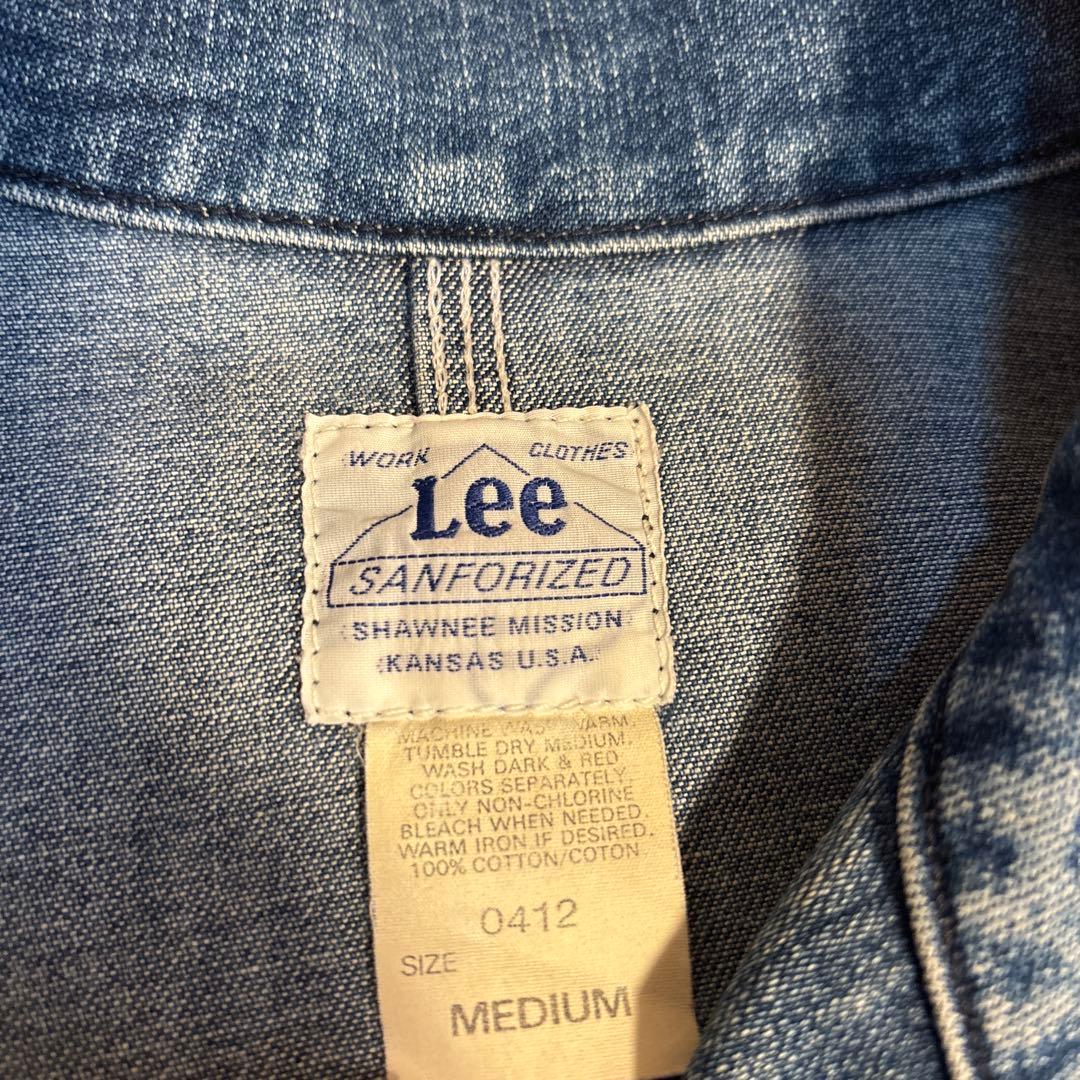 WORK CLOTHES
Lee
SANFORIZED
SHAWNEE MISSION
KANSAS U.S.A.
MACHINE WARM
TUMBLE DRY MEDIUM.
WASH DARK & RED
COLORS SEPARATELY.
ONLY NON-CHLORINE
BLEACH WHEN NEEDED.
WARM IRON IF DESIRED.
100% COTTON/COTON
0412
SIZE
MEDIUM